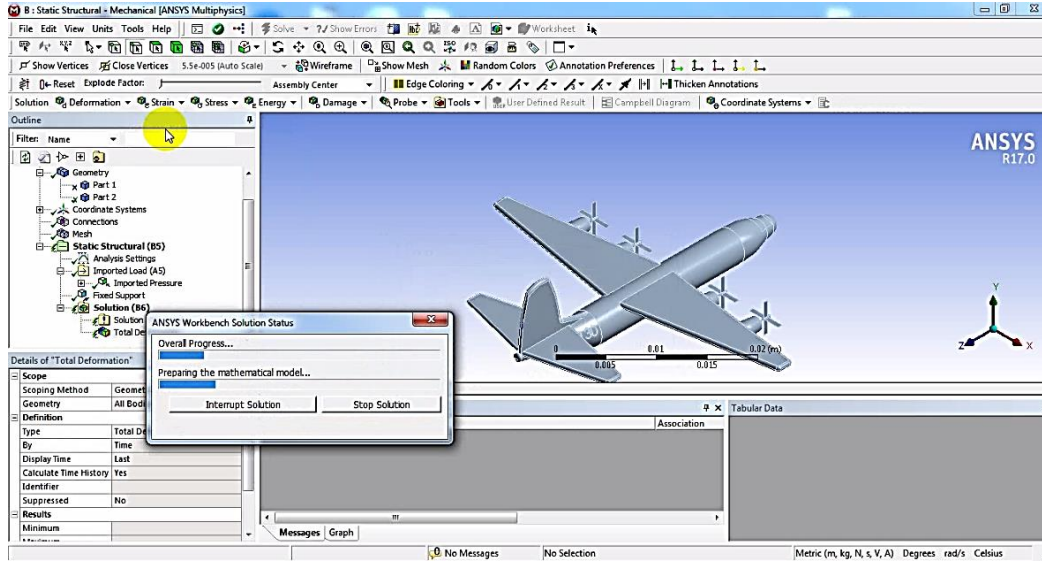 B : Static Structural - Mechanical [ANSYS Multiphysics]
File Edit View Units Tools Help Solve ?/ Show Errors Worksheet
Show Vertices Close Vertices 5.5e-005 (Auto Scale) Wireframe Show Mesh Random Colors Annotation Preferences
Reset Explode Factor: Assembly Center Edge Coloring Thicken Annotations
Solution Deformation Strain Stress Energy Damage Probe Tools User Defined Result Campbell Diagram Coordinate Systems
Outline
Filter: Name
ANSYS
R17.0
Geometry
Part 1
Part 2
Coordinate Systems
Connections
Mesh
Static Structural (B5)
Analysis Settings
Imported Load (A5)
Imported Pressure
Fixed Support
Solution (B6)
Solution
Total De
ANSYS Workbench Solution Status
Overall Progress...
Preparing the mathematical model...
Interrupt Solution Stop Solution
0 0.01 0.02 (m)
0.005 0.015
Y
Z X
Details of "Total Deformation"
Scope
Scoping Method Geomet
Geometry All Bodi
Definition
Type Total De
By Time
Display Time Last
Calculate Time History Yes
Identifier
Suppressed No
Results
Minimum
Association
Tabular Data
Messages Graph
0 No Messages No Selection Metric (m, kg, N, s, V, A) Degrees rad/s Celsius